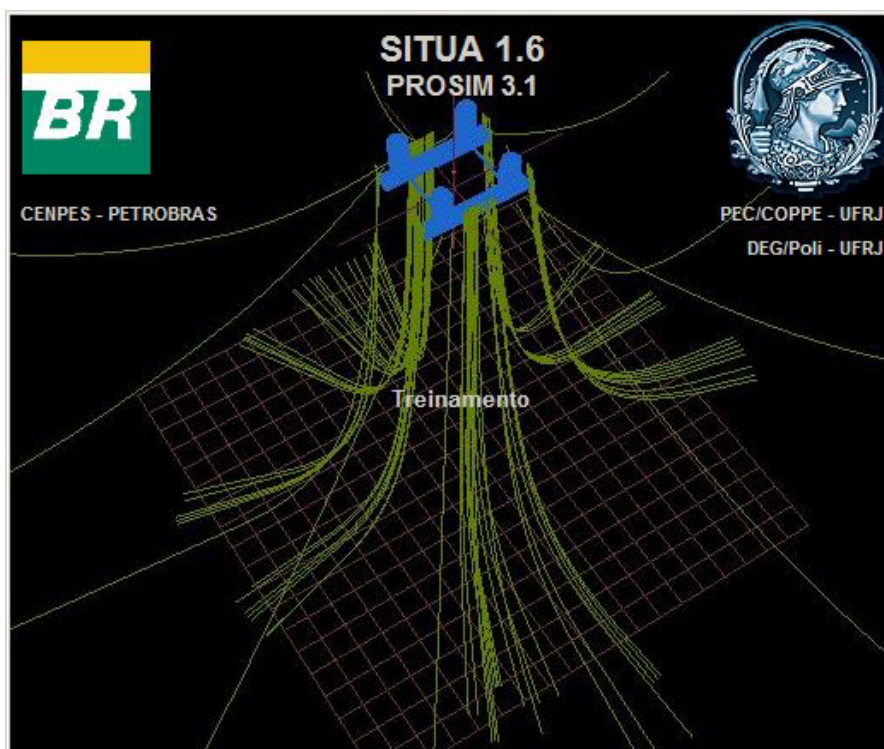 SITUA 1.6
PROSIM 3.1
BR
CENPES - PETROBRAS
PEC/COPPE - UFRJ
DEG/Poli - UFRJ
Treinamento